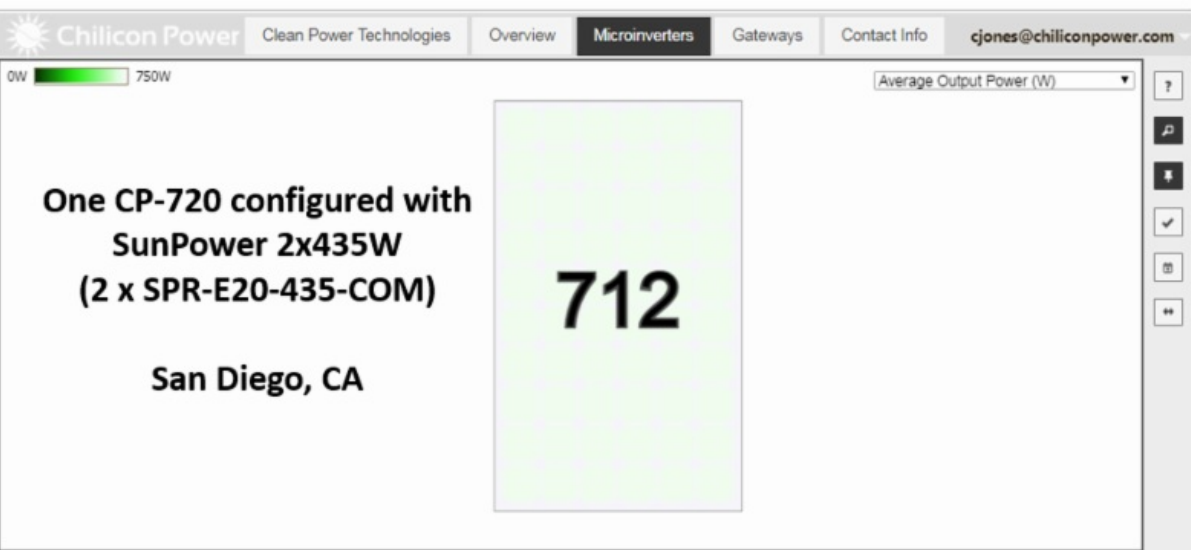 Chilicon Power Clean Power Technologies Overview Microinverters Gateways Contact Info cjones@chiliconpower.com
0W 750W Average Output Power (W)
?
One CP-720 configured with
SunPower 2x435W
(2 x SPR-E20-435-COM)
712
San Diego, CA